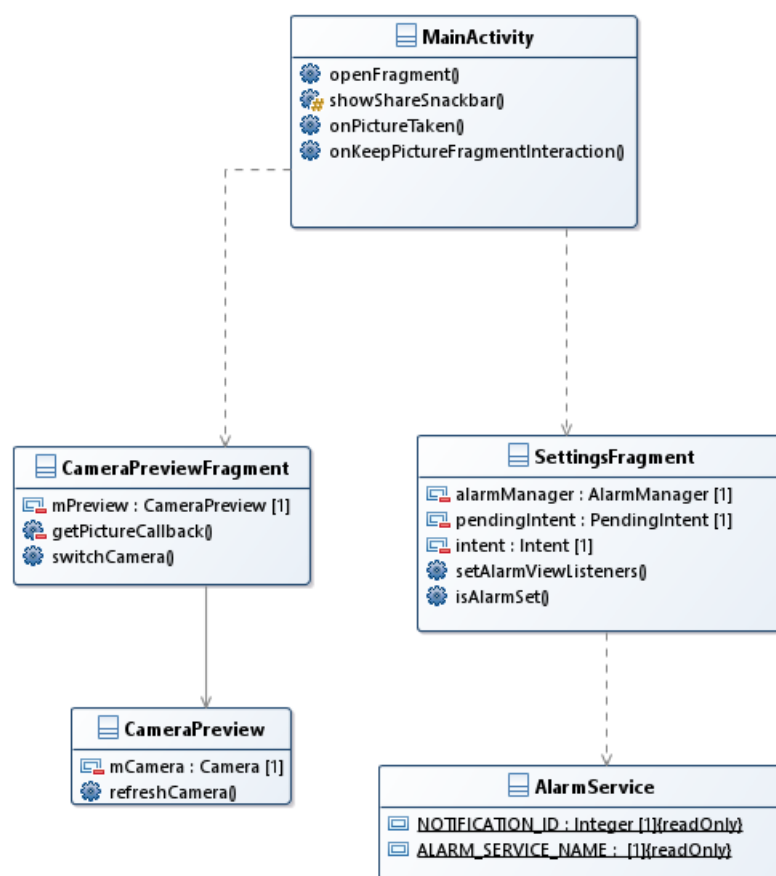 MainActivity
openFragment()
showShareSnackbar()
onPictureTaken()
onKeepPictureFragmentInteraction()
CameraPreviewFragment
mPreview : CameraPreview [1]
getPictureCallback()
switchCamera()
SettingsFragment
alarmManager : AlarmManager [1]
pendingIntent : PendingIntent [1]
intent : Intent [1]
setAlarmViewListeners()
isAlarmSet()
CameraPreview
mCamera : Camera [1]
refreshCamera()
AlarmService
NOTIFICATION_ID : Integer [1]{readOnly}
ALARM_SERVICE_NAME : [1]{readOnly}